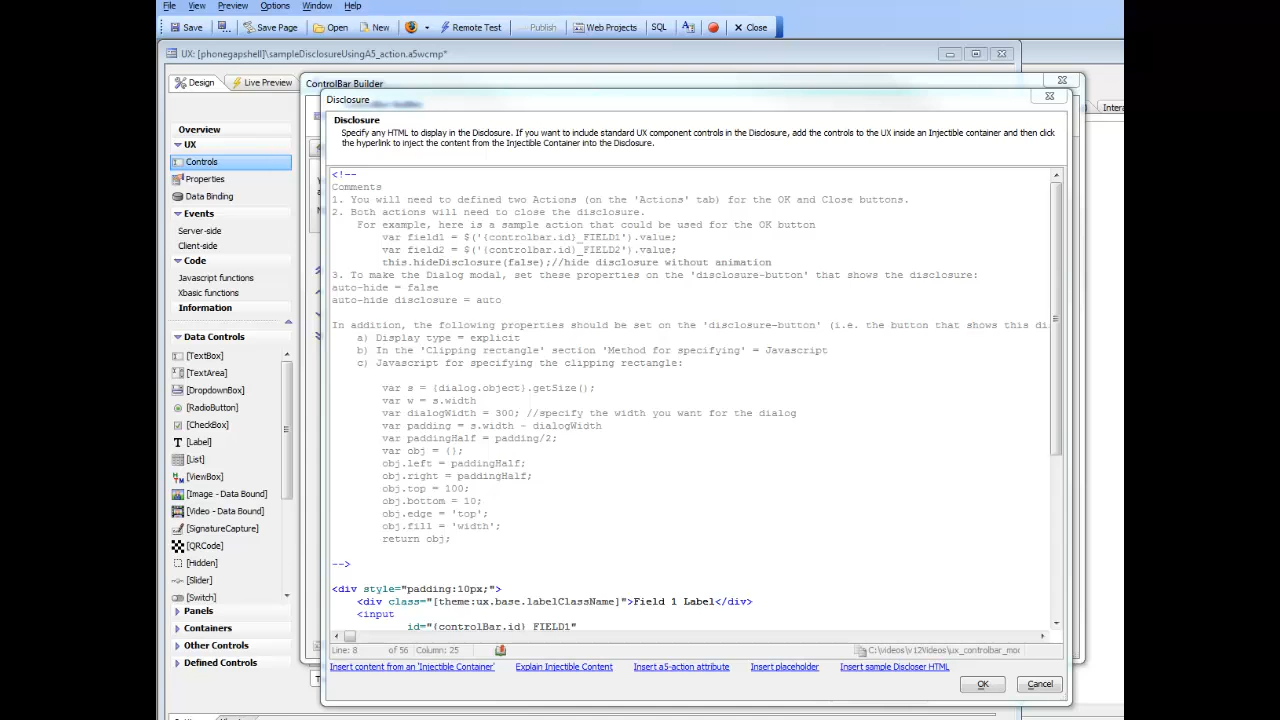 File View Preview Options Window Help
Save Save Page Open New Remote Test Publish Web Projects SQL Close
UX: [phonegapshell]\sampleDisclosureUsingA5_action.a5wcmp*
Design Live Preview
ControlBar Builder
Disclosure
Intera
Disclosure
Specify any HTML to display in the Disclosure. If you want to include standard UX component controls in the Disclosure, add the controls to the UX inside an Injectible container and then click
the hyperlink to inject the content from the Injectible Container into the Disclosure.
Overview
UX
Controls
Properties
Data Binding
Events
Server-side
Client-side
Code
Javascript functions
Xbasic functions
Information
Data Controls
[TextBox]
[TextArea]
[DropdownBox]
[RadioButton]
[CheckBox]
[Label]
[List]
[ViewBox]
[Image - Data Bound]
[Video - Data Bound]
[SignatureCapture]
[QRCode]
[Hidden]
[Slider]
[Switch]
Panels
Containers
Other Controls
Defined Controls
<!--
Comments
1. You will need to defined two Actions (on the 'Actions' tab) for the OK and Close buttons.
2. Both actions will need to close the disclosure.
For example, here is a sample action that could be used for the OK button
var field1 = $('{controlbar.id}_FIELD1').value;
var field2 = $('{controlbar.id}_FIELD2').value;
this.hideDisclosure(false);//hide disclosure without animation
3. To make the Dialog modal, set these properties on the 'disclosure-button' that shows the disclosure:
auto-hide = false
auto-hide disclosure = auto
In addition, the following properties should be set on the 'disclosure-button' (i.e. the button that shows this di
a) Display type = explicit
b) In the 'Clipping rectangle' section 'Method for specifying' = Javascript
c) Javascript for specifying the clipping rectangle:
var s = {dialog.object}.getSize();
var w = s.width
var dialogWidth = 300; //specify the width you want for the dialog
var padding = s.width - dialogWidth
var paddingHalf = padding/2;
var obj = {};
obj.left = paddingHalf;
obj.right = paddingHalf;
obj.top = 100;
obj.bottom = 10;
obj.edge = 'top';
obj.fill = 'width';
return obj;
-->
<div style="padding:10px;">
<div class="[theme:ux.base.labelClassName]">Field 1 Label</div>
<input
id="{controlBar.id}_FIELD1"
Line: 8 of 56 Column: 25 C:\videos\v12Videos\ux_controlbar_mod
Insert content from an 'Injectible Container' Explain Injectible Content Insert a5-action attribute Insert placeholder Insert sample Discloser HTML
OK Cancel